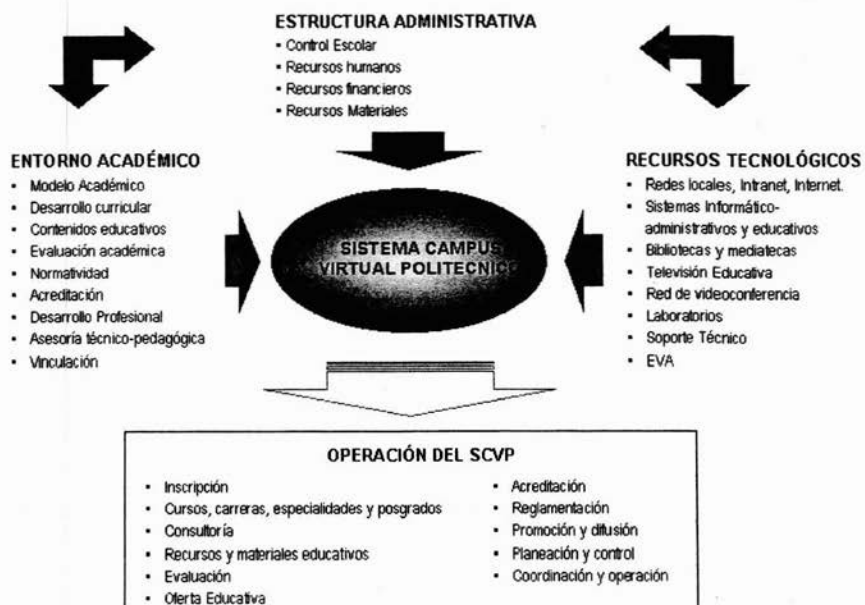 ESTRUCTURA ADMINISTRATIVA
▪ Control Escolar
▪ Recursos humanos
▪ Recursos financieros
▪ Recursos Materiales
ENTORNO ACADÉMICO
▪ Modelo Académico
▪ Desarrollo curricular
▪ Contenidos educativos
▪ Evaluación académica
▪ Normatividad
▪ Acreditación
▪ Desarrollo Profesional
▪ Asesoría técnico-pedagógica
▪ Vinculación
SISTEMA CAMPUS
VIRTUAL POLITECNICO
RECURSOS TECNOLÓGICOS
▪ Redes locales, Intranet, Internet.
▪ Sistemas Informático-
administrativos y educativos
▪ Bibliotecas y mediatecas
▪ Televisión Educativa
▪ Red de videoconferencia
▪ Laboratorios
▪ Soporte Técnico
▪ EVA
OPERACIÓN DEL SCVP
▪ Inscripción
▪ Cursos, carreras, especialidades y posgrados
▪ Consultoría
▪ Recursos y materiales educativos
▪ Evaluación
▪ Oferta Educativa
▪ Acreditación
▪ Reglamentación
▪ Promoción y difusión
▪ Planeación y control
▪ Coordinación y operación